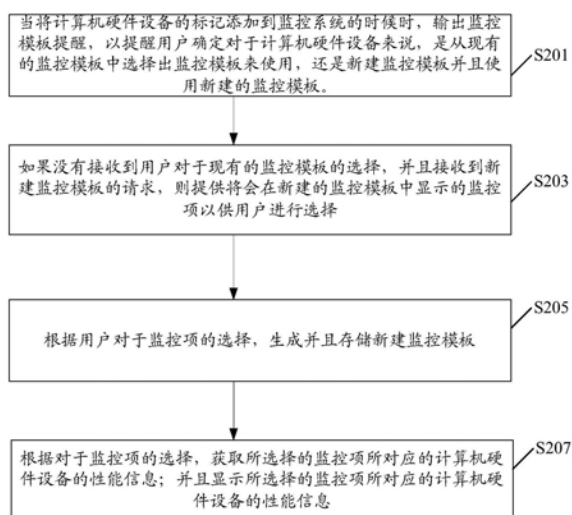 当将计算机硬件设备的标记添加到监控系统的时候时，输出监控
模板提醒，以提醒用户确定对于计算机硬件设备来说，是从现有
的监控模板中选择出监控模板来使用，还是新建监控模板并且使
用新建的监控模板。
S201
如果没有接收到用户对于现有的监控模板的选择，并且接收到新
建监控模板的请求，则提供将会在新建的监控模板中显示的监控
项以供用户进行选择
S203
根据用户对于监控项的选择，生成并且存储新建监控模板
S205
根据对于监控项的选择，获取所选择的监控项所对应的计算机硬
件设备的性能信息；并且显示所选择的监控项所对应的计算机硬
件设备的性能信息
S207